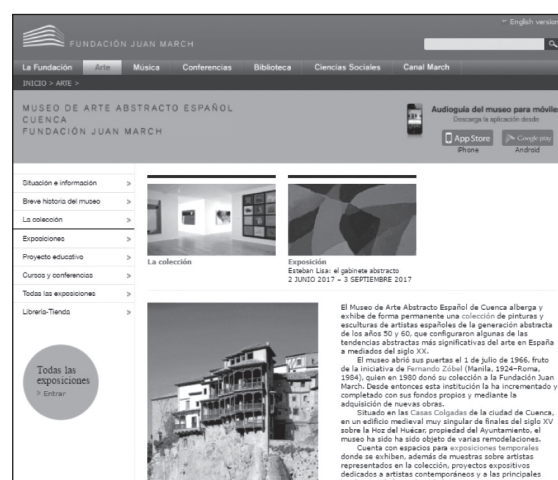 English version
FUNDACIÓN JUAN MARCH
La Fundación Arte Música Conferencias Biblioteca Ciencias Sociales Canal March
INICIO > ARTE >
MUSEO DE ARTE ABSTRACTO ESPAÑOL
CUENCA
FUNDACIÓN JUAN MARCH
Audioguía del museo para móviles
Descarga la aplicación desde
App Store Google play
iPhone Android
Situación e información >
Breve historia del museo >
La colección >
Exposiciones >
Proyecto educativo >
Cursos y conferencias >
Todas las exposiciones >
Librería-Tienda >
Todas las
exposiciones
> Entrar
La colección
Exposición
Esteban Lisa: el gabinete abstracto
2 JUNIO 2017 – 3 SEPTIEMBRE 2017
El Museo de Arte Abstracto Español de Cuenca alberga y
exhibe de forma permanente una colección de pinturas y
esculturas de artistas españoles de la generación abstracta
de los años 50 y 60, que configuraron algunas de las
tendencias abstractas más significativas del arte en España
a mediados del siglo XX.
El museo abrió sus puertas el 1 de julio de 1966, fruto
de la iniciativa de Fernando Zóbel (Manila, 1924–Roma,
1984), quien en 1980 donó su colección a la Fundación Juan
March. Desde entonces esta institución la ha incrementado y
completado con sus fondos propios y mediante la
adquisición de nuevas obras.
Situado en las Casas Colgadas de la ciudad de Cuenca,
en un edificio medieval muy singular de finales del siglo XV
sobre la Hoz del Huécar, propiedad del Ayuntamiento, el
museo ha sido ha sido objeto de varias remodelaciones.
Cuenta con espacios para exposiciones temporales
donde se exhiben, además de muestras sobre artistas
representados en la colección, proyectos expositivos
dedicados a artistas contemporáneos y a las principales